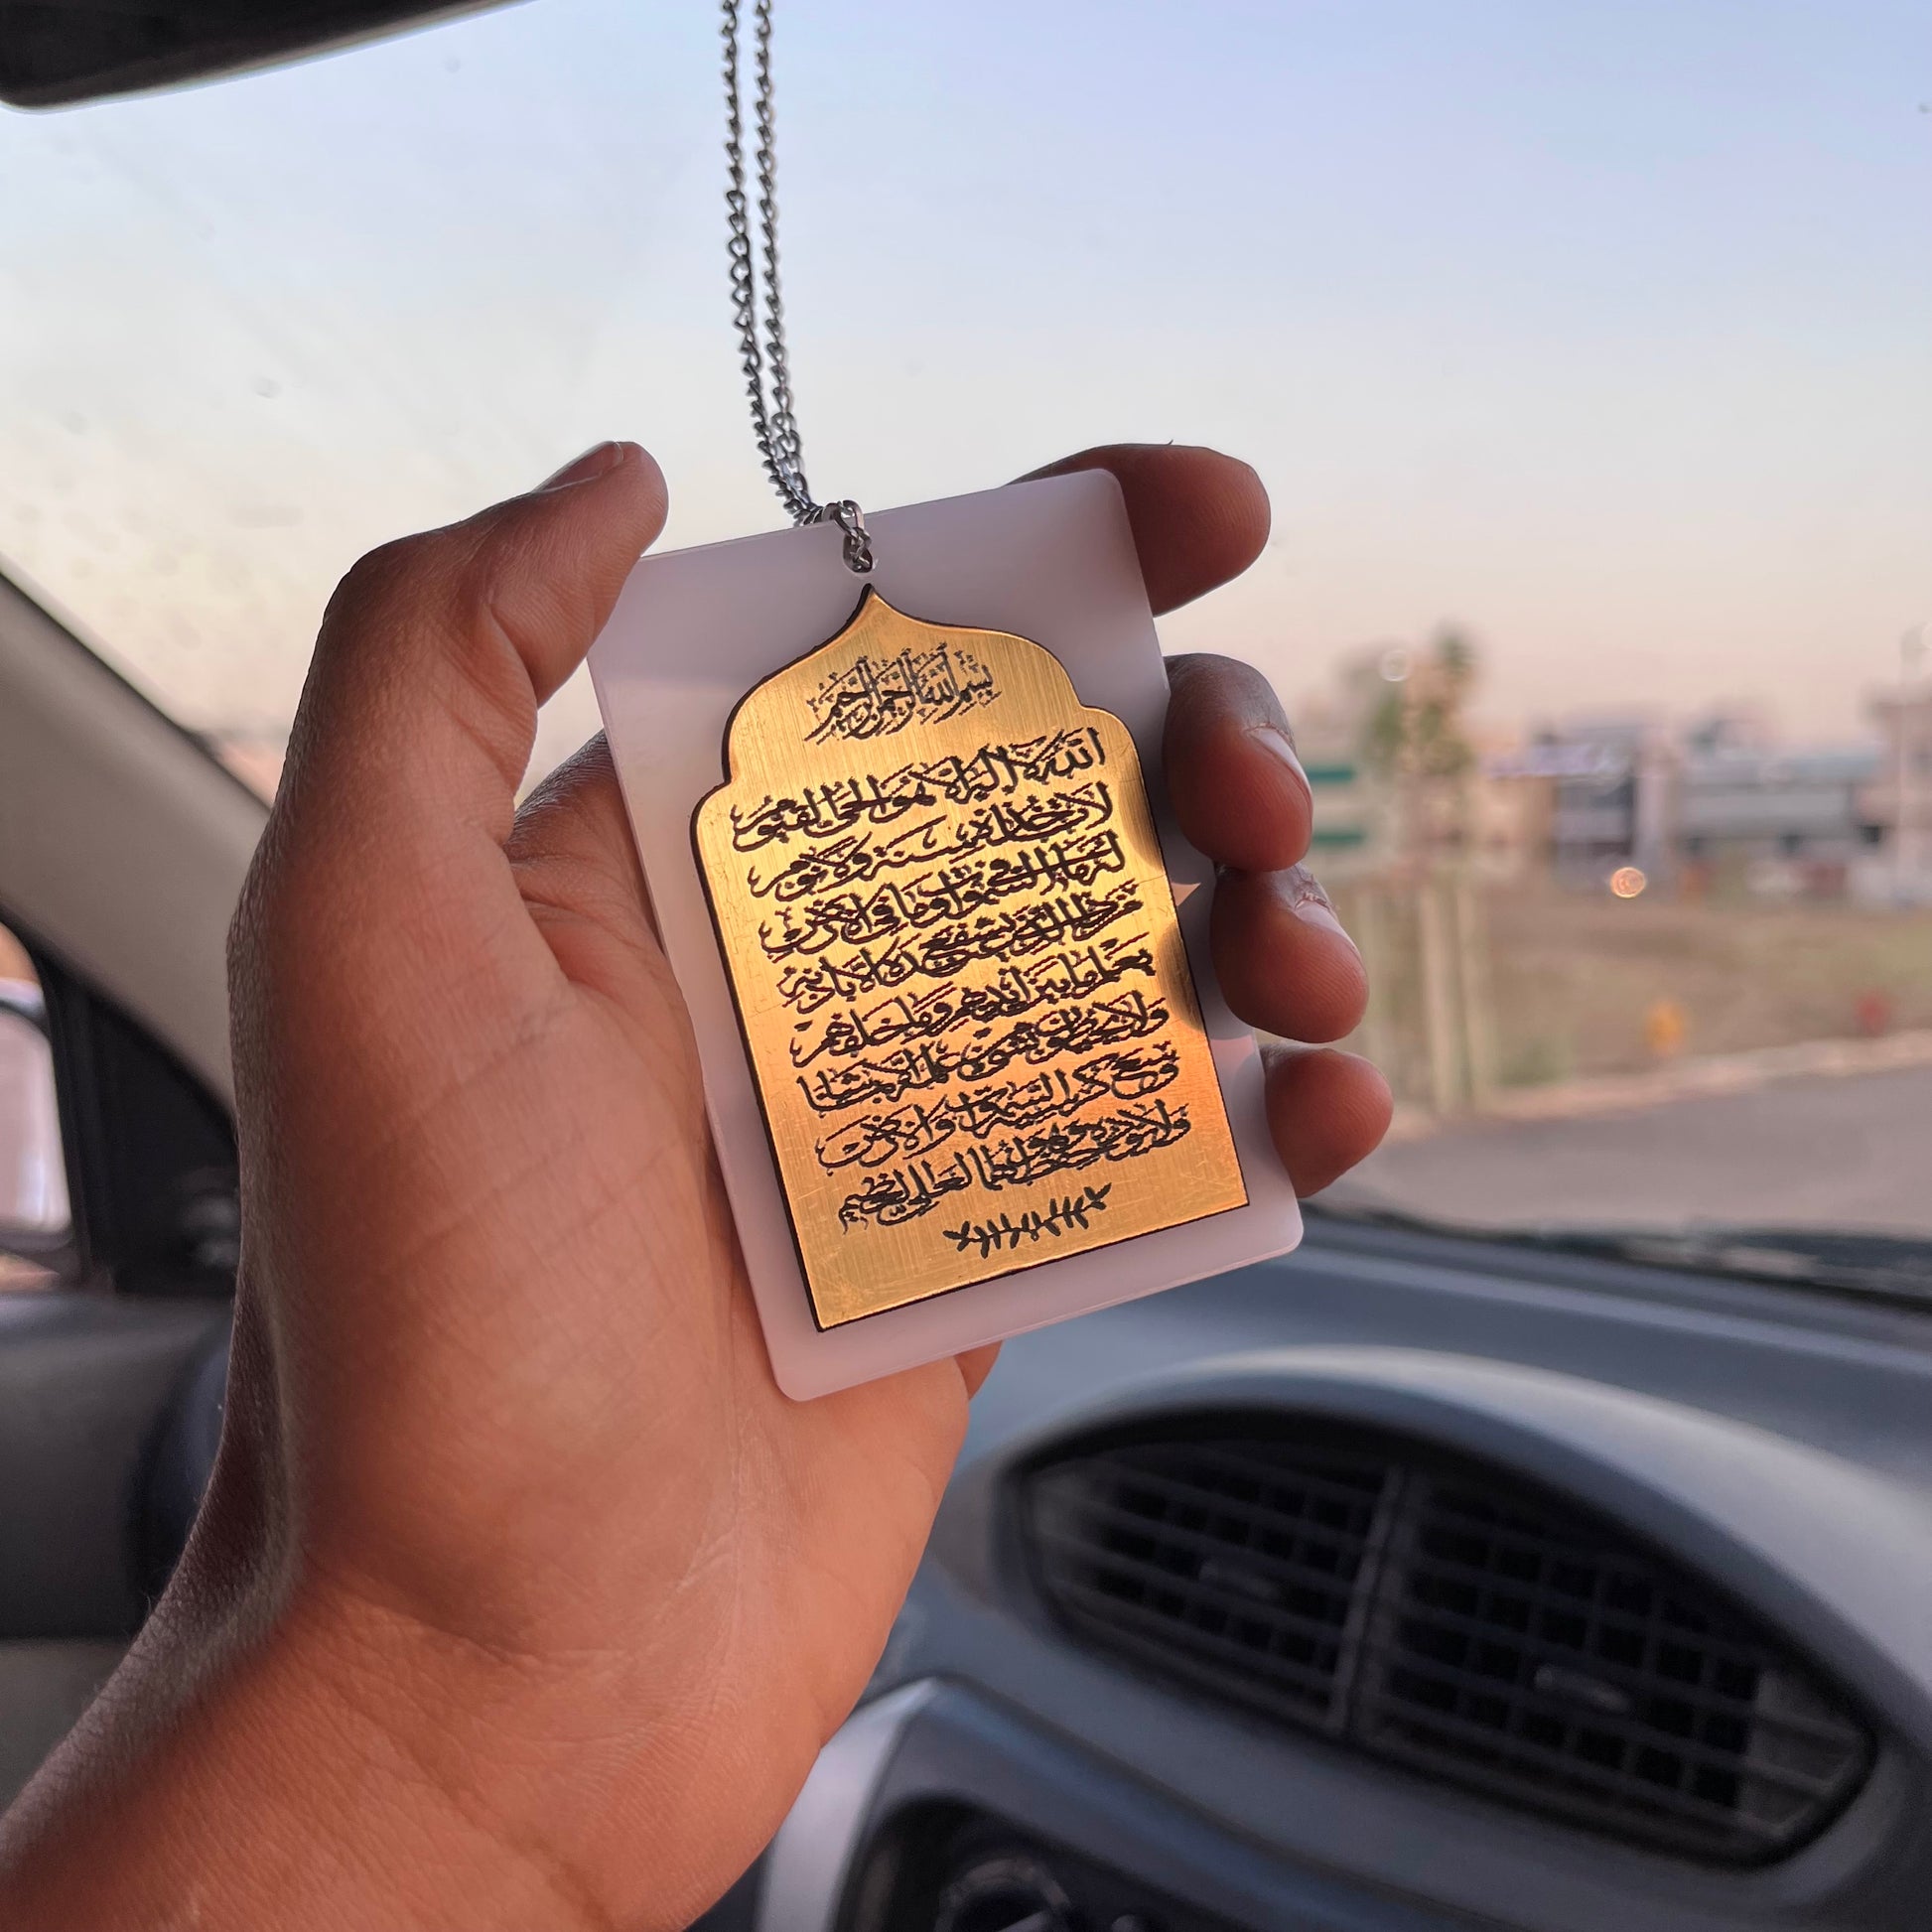 بسم الله الرحمن الرحيم
الله لا إله إلا هو الحي القيوم
لا تأخذه سنة ولا نوم
له ما في السموات وما في الأرض
من ذا الذي يشفع عنده إلا بإذنه
يعلم ما بين أيديهم وما خلفهم
ولا يحيطون بشيء من علمه إلا بما شاء
وسع كرسيه السموات والأرض
ولا يؤوده حفظهما وهو العلي العظيم